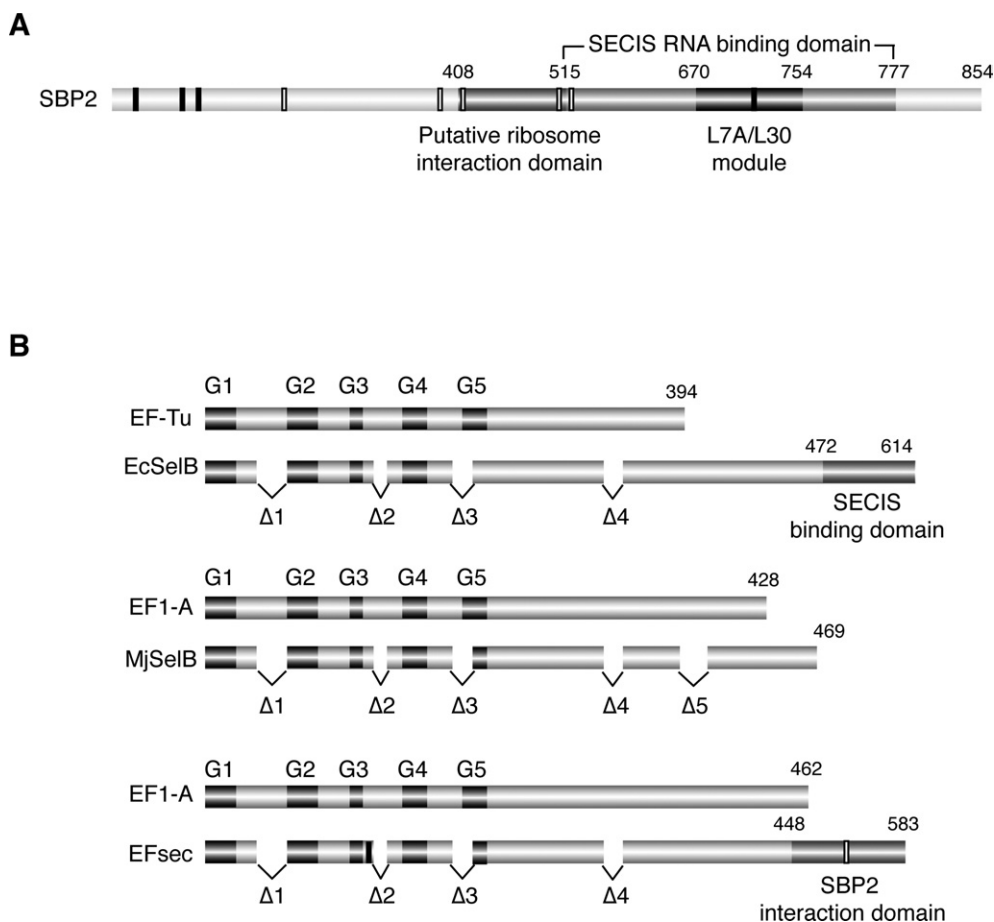 A
SECIS RNA binding domain
408 515 670 754 777 854
SBP2
Putative ribosome
interaction domain
L7A/L30
module
B
G1 G2 G3 G4 G5
394
EF-Tu
472 614
EcSelB
Δ1 Δ2 Δ3 Δ4
SECIS
binding domain
G1 G2 G3 G4 G5
428
EF1-A
469
MjSelB
Δ1 Δ2 Δ3 Δ4 Δ5
G1 G2 G3 G4 G5
462
EF1-A
448 583
EFsec
Δ1 Δ2 Δ3 Δ4
SBP2
interaction domain